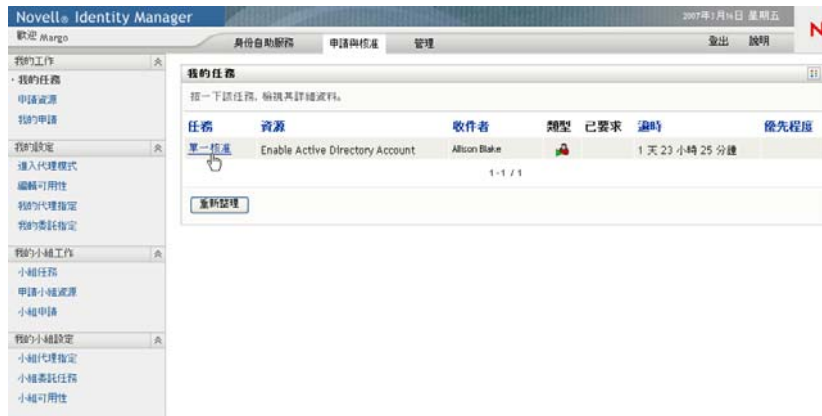 Novell® Identity Manager
2007年3月16日 星期五
N
歡迎 Margo
身份自助服務 申請與核准 管理
登出 說明
我的工作
我的任務
申請資源
我的申請
我的設定
進入代理模式
編輯可用性
我的代理指定
我的委託指定
我的小組工作
小組任務
申請小組資源
小組申請
我的小組設定
小組代理指定
小組委託任務
小組可用性
我的任務
按一下該任務，檢視其詳細資料。
任務 資源 收件者 類型 已要求 逾時 優先程度
單一核准 Enable Active Directory Account Allison Blake 1 天 23 小時 25 分鐘
1-1 / 1
重新整理